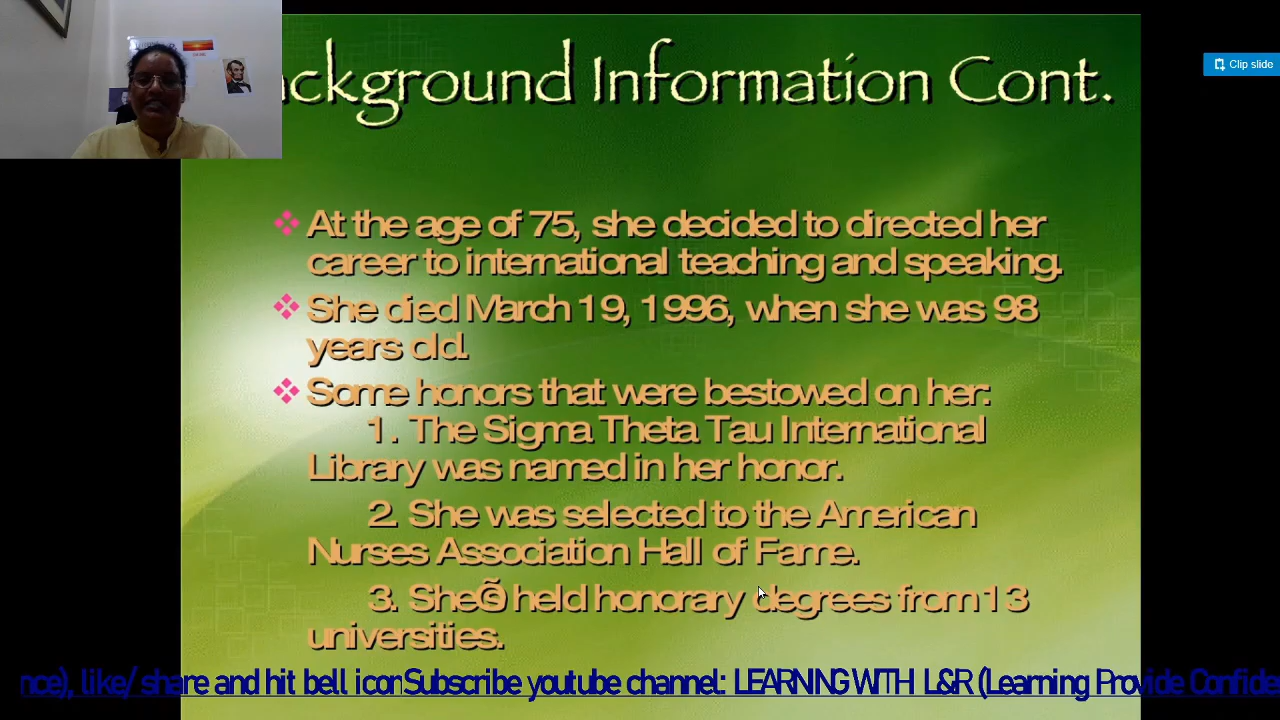 ackground Information Cont.
Clip slide
At the age of 75, she decided to directed her
career to international teaching and speaking.
She died March 19, 1996, when she was 98
years old.
Some honors that were bestowed on her:
1. The Sigma Theta Tau International
Library was named in her honor.
2. She was selected to the American
Nurses Association Hall of Fame.
3. She held honorary degrees from 13
universities.
nce), like/ share and hit bell icon Subscribe youtube channel: LEARNING WITH L&R (Learning Provide Confide